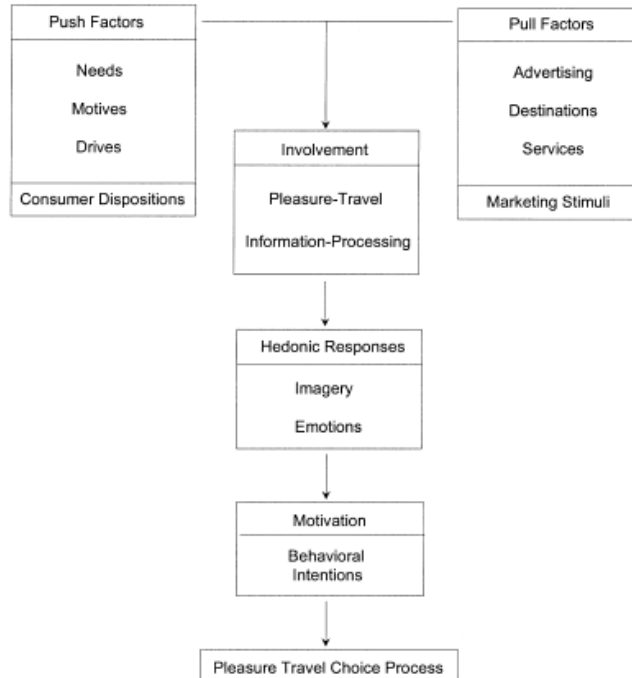 Push Factors
Needs
Motives
Drives
Consumer Dispositions
Pull Factors
Advertising
Destinations
Services
Marketing Stimuli
Involvement
Pleasure-Travel
Information-Processing
Hedonic Responses
Imagery
Emotions
Motivation
Behavioral
Intentions
Pleasure Travel Choice Process